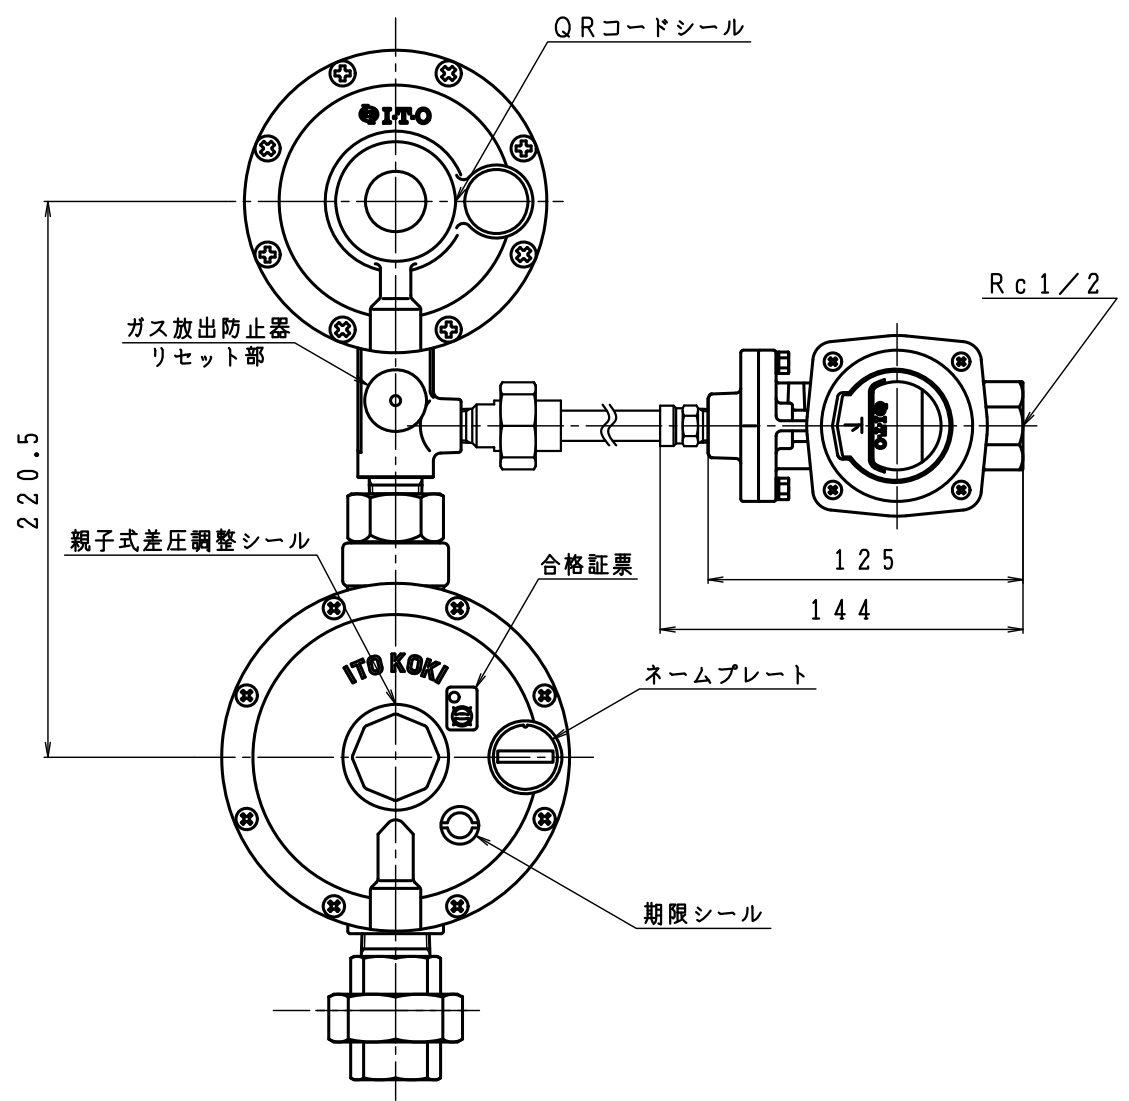 QRコードシール
I·T·O
Rc1/2
ガス放出防止器
リセット部
I·T·O
220.5
親子式差圧調整シール
合格証票
125
144
ITO KOKI
ネームプレート
期限シール